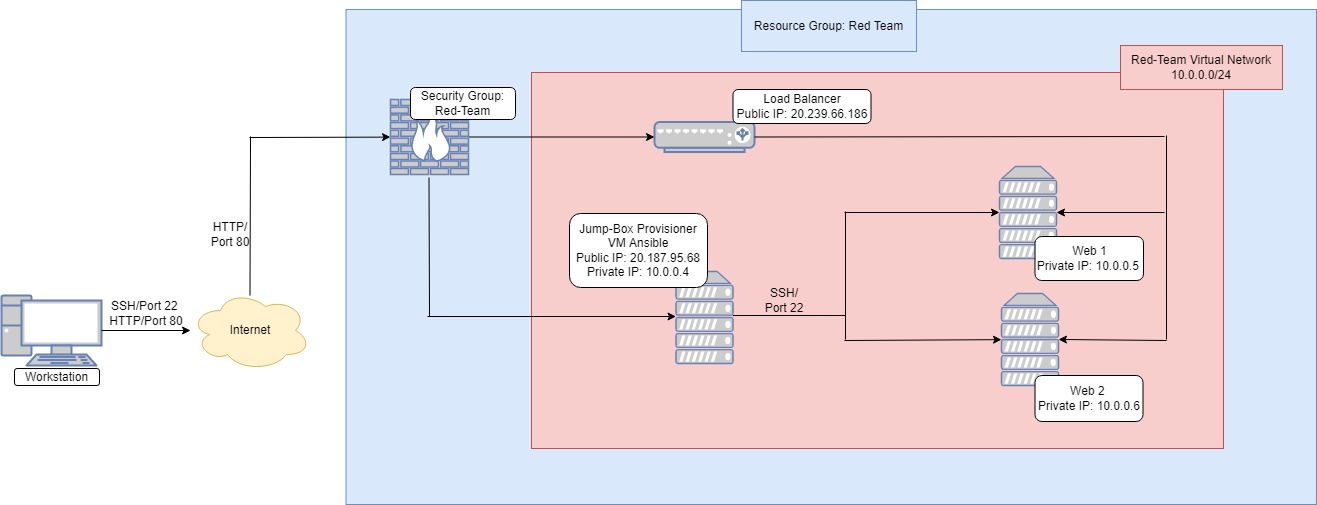 Resource Group: Red Team
Red-Team Virtual Network
10.0.0.0/24
Security Group:
Red-Team
Load Balancer
Public IP: 20.239.66.186
HTTP/
Port 80
Jump-Box Provisioner
VM Ansible
Public IP: 20.187.95.68
Private IP: 10.0.0.4
Web 1
Private IP: 10.0.0.5
SSH/
Port 22
SSH/Port 22
HTTP/Port 80
Internet
Workstation
Web 2
Private IP: 10.0.0.6